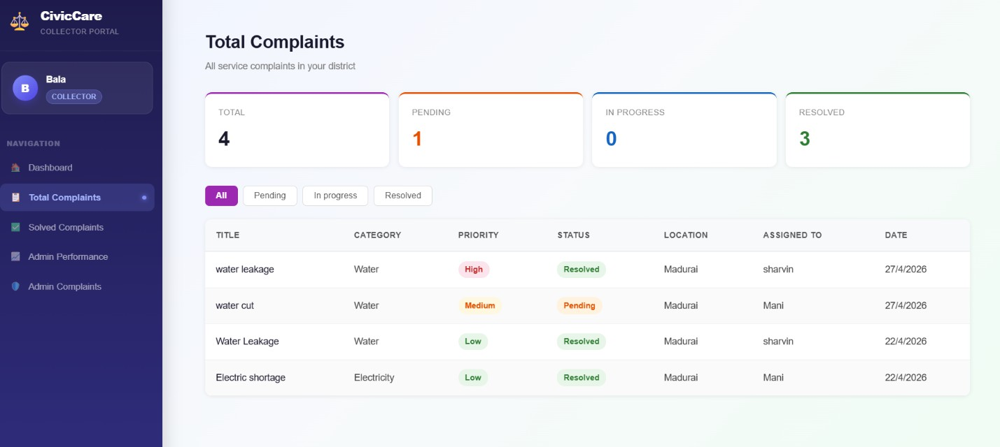 CivicCare
COLLECTOR PORTAL
B
Bala
COLLECTOR
NAVIGATION
Dashboard
Total Complaints
Solved Complaints
Admin Performance
Admin Complaints
Total Complaints
All service complaints in your district
TOTAL PENDING IN PROGRESS RESOLVED
4 1 0 3
All Pending In progress Resolved
TITLE CATEGORY PRIORITY STATUS LOCATION ASSIGNED TO DATE
water leakage Water High Resolved Madurai sharvin 27/4/2026
water cut Water Medium Pending Madurai Mani 27/4/2026
Water Leakage Water Low Resolved Madurai sharvin 22/4/2026
Electric shortage Electricity Low Resolved Madurai Mani 22/4/2026